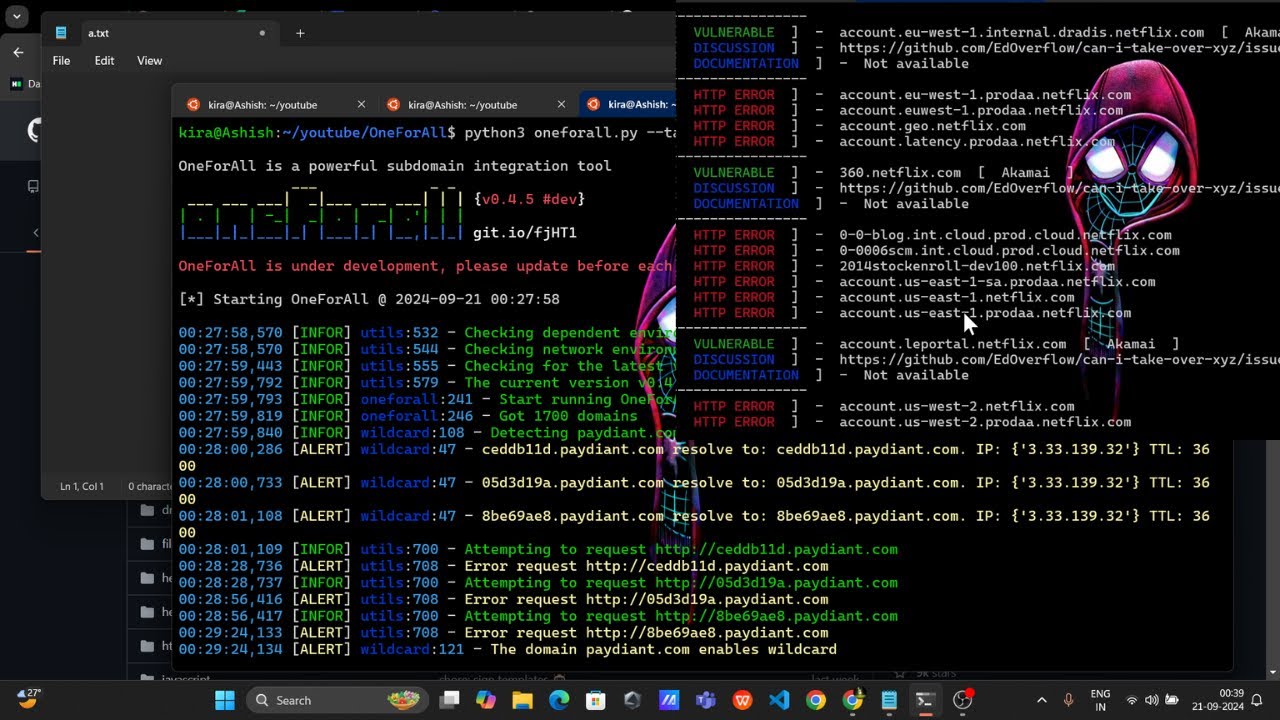 a.txt
File Edit View
Da
kira@Ashish: ~/youtube
kira@Ashish: ~/youtube
kira@Ashish: ~
kira@Ashish:~/youtube/OneForAll$ python3 oneforall.py --ta
OneForAll is a powerful subdomain integration tool
{v0.4.5 #dev}
git.io/fjHT1
OneForAll is under development, please update before each
[*] Starting OneForAll @ 2024-09-21 00:27:58
00:27:58,570 [INFOR] utils:532 - Checking dependent enviro
00:27:58,570 [INFOR] utils:544 - Checking network environm
00:27:59,443 [INFOR] utils:555 - Checking for the latest
00:27:59,792 [INFOR] utils:579 - The current version v0.4
00:27:59,793 [INFOR] oneforall:241 - Start running OneForA
00:27:59,819 [INFOR] oneforall:246 - Got 1700 domains
00:27:59,840 [INFOR] wildcard:108 - Detecting paydiant.co
00:28:00,286 [ALERT] wildcard:47 - ceddb11d.paydiant.com resolve to: ceddb11d.paydiant.com. IP: {'3.33.139.32'} TTL: 36
00
00:28:00,733 [ALERT] wildcard:47 - 05d3d19a.paydiant.com resolve to: 05d3d19a.paydiant.com. IP: {'3.33.139.32'} TTL: 36
00
00:28:01,108 [ALERT] wildcard:47 - 8be69ae8.paydiant.com resolve to: 8be69ae8.paydiant.com. IP: {'3.33.139.32'} TTL: 36
00
00:28:01,109 [INFOR] utils:700 - Attempting to request http://ceddb11d.paydiant.com
00:28:28,736 [ALERT] utils:708 - Error request http://ceddb11d.paydiant.com
00:28:28,737 [INFOR] utils:700 - Attempting to request http://05d3d19a.paydiant.com
00:28:56,416 [ALERT] utils:708 - Error request http://05d3d19a.paydiant.com
00:28:56,417 [INFOR] utils:700 - Attempting to request http://8be69ae8.paydiant.com
00:29:24,133 [ALERT] utils:708 - Error request http://8be69ae8.paydiant.com
00:29:24,134 [ALERT] wildcard:121 - The domain paydiant.com enables wildcard
VULNERABLE ] - account.eu-west-1.internal.dradis.netflix.com [ Akama
DISCUSSION ] - https://github.com/EdOverflow/can-i-take-over-xyz/issu
DOCUMENTATION ] - Not available
HTTP ERROR ] - account.eu-west-1.prodaa.netflix.com
HTTP ERROR ] - account.euwest-1.prodaa.netflix.com
HTTP ERROR ] - account.geo.netflix.com
HTTP ERROR ] - account.latency.prodaa.netflix.com
VULNERABLE ] - 360.netflix.com [ Akamai ]
DISCUSSION ] - https://github.com/EdOverflow/can-i-take-over-xyz/issu
DOCUMENTATION ] - Not available
HTTP ERROR ] - 0-0-blog.int.cloud.prod.cloud.netflix.com
HTTP ERROR ] - 0-0006scm.int.cloud.prod.cloud.netflix.com
HTTP ERROR ] - 2014stockenroll-dev100.netflix.com
HTTP ERROR ] - account.us-east-1-sa.prodaa.netflix.com
HTTP ERROR ] - account.us-east-1.netflix.com
HTTP ERROR ] - account.us-east-1.prodaa.netflix.com
VULNERABLE ] - account.leportal.netflix.com [ Akamai ]
DISCUSSION ] - https://github.com/EdOverflow/can-i-take-over-xyz/issu
DOCUMENTATION ] - Not available
HTTP ERROR ] - account.us-west-2.netflix.com
HTTP ERROR ] - account.us-west-2.prodaa.netflix.com
Ln 1, Col 1
0 characte
dr
fil
he
he
ht
27°
Search
ENG
IN
00:39
21-09-2024